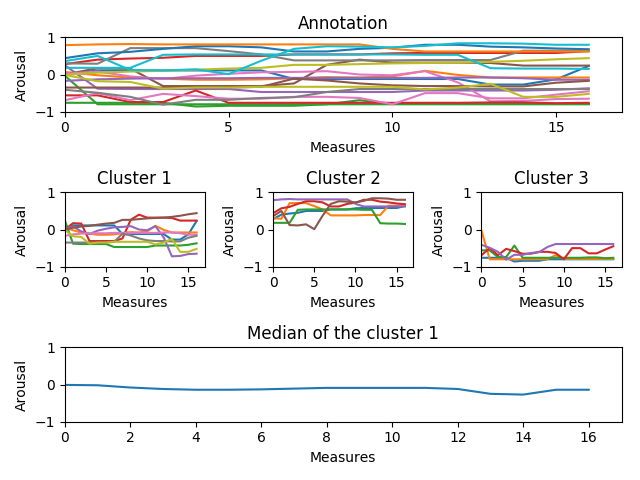 Annotation
Arousal
1
0
−1
0 5 10 15
Measures
Cluster 1 Cluster 2 Cluster 3
Arousal Arousal Arousal
1 1 1
0 0 0
−1 −1 −1
0 5 10 15 0 5 10 15 0 5 10 15
Measures Measures Measures
Median of the cluster 1
Arousal
1
0
−1
0 2 4 6 8 10 12 14 16
Measures